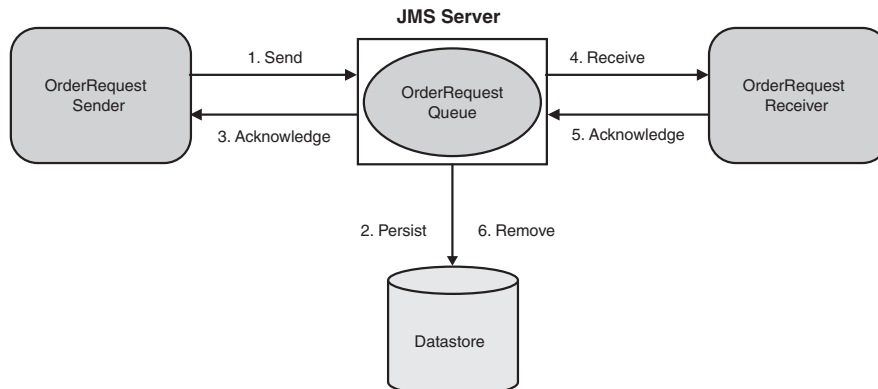 JMS Server
1. Send
4. Receive
OrderRequest
Sender
OrderRequest
Queue
OrderRequest
Receiver
3. Acknowledge
5. Acknowledge
2. Persist
6. Remove
Datastore